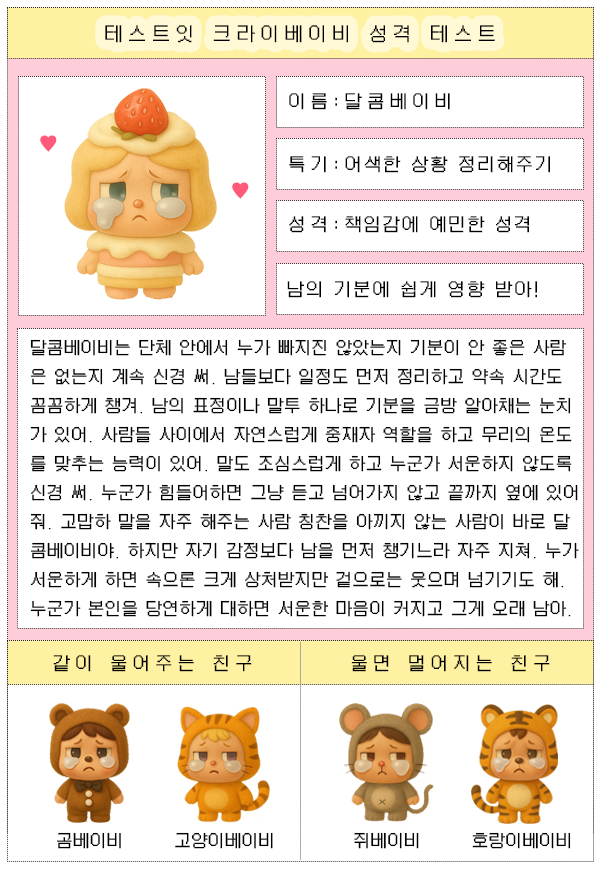 테스트잇 크라이베이비 성격 테스트
이름:달콤베이비
특기:어색한 상황 정리해주기
성격:책임감에 예민한 성격
남의 기분에 쉽게 영향 받아!
달콤베이비는 단체 안에서 누가 빠지진 않았는지 기분이 안 좋은 사람
은 없는지 계속 신경 써. 남들보다 일정도 먼저 정리하고 약속 시간도
꼼꼼하게 챙겨. 남의 표정이나 말투 하나로 기분을 금방 알아채는 눈치
가 있어. 사람들 사이에서 자연스럽게 중재자 역할을 하고 무리의 온도
를 맞추는 능력이 있어. 말도 조심스럽게 하고 누군가 서운하지 않도록
신경 써. 누군가 힘들어하면 그냥 듣고 넘어가지 않고 끝까지 옆에 있어
줘. 고맘하 말을 자주 해주는 사람 칭찬을 아끼지 않는 사람이 바로 달
콤베이비야. 하지만 자기 감정보다 남을 먼저 챙기느라 자주 지쳐. 누가
서운하게 하면 속으론 크게 상처받지만 겉으로는 웃으며 넘기기도 해.
누군가 본인을 당연하게 대하면 서운한 마음이 커지고 그게 오래 남아.
같이 울어주는 친구
울면 멀어지는 친구
곰베이비
고양이베이비
쥐베이비
호랑이베이비